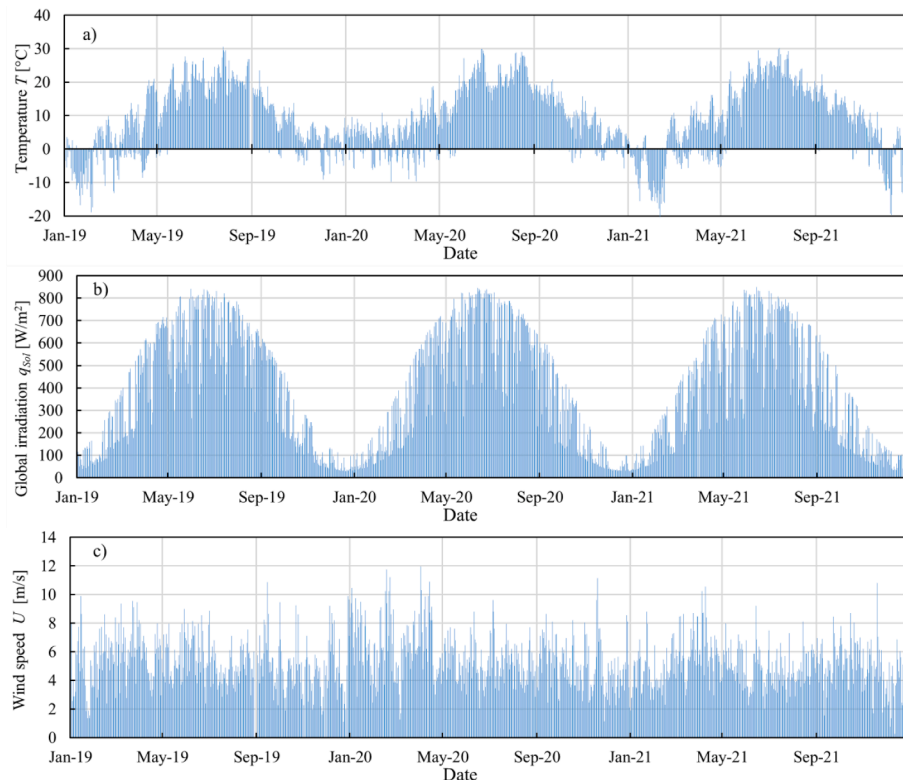 a)
Temperature T [°C]
40
30
20
10
0
-10
-20
Jan-19 May-19 Sep-19 Jan-20 May-20 Sep-20 Jan-21 May-21 Sep-21
Date
b)
Global irradiation qSol [W/m²]
900
800
700
600
500
400
300
200
100
0
Jan-19 May-19 Sep-19 Jan-20 May-20 Sep-20 Jan-21 May-21 Sep-21
Date
c)
Wind speed U [m/s]
14
12
10
8
6
4
2
0
Jan-19 May-19 Sep-19 Jan-20 May-20 Sep-20 Jan-21 May-21 Sep-21
Date